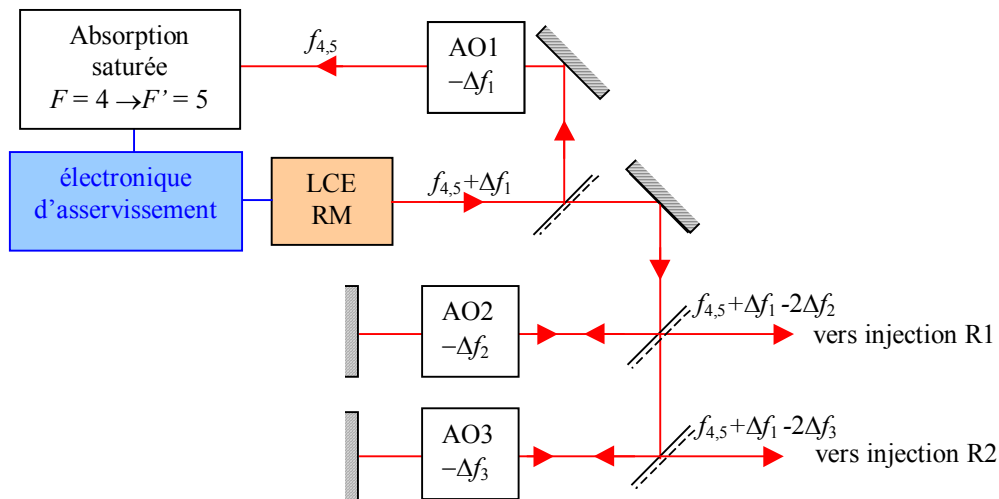 Absorption
saturée
F = 4 →F' = 5
f4,5
AO1
−Δf1
électronique
d'asservissement
LCE
RM
f4,5+Δf1
AO2
−Δf2
f4,5+Δf1 -2Δf2
vers injection R1
AO3
−Δf3
f4,5+Δf1 -2Δf3
vers injection R2